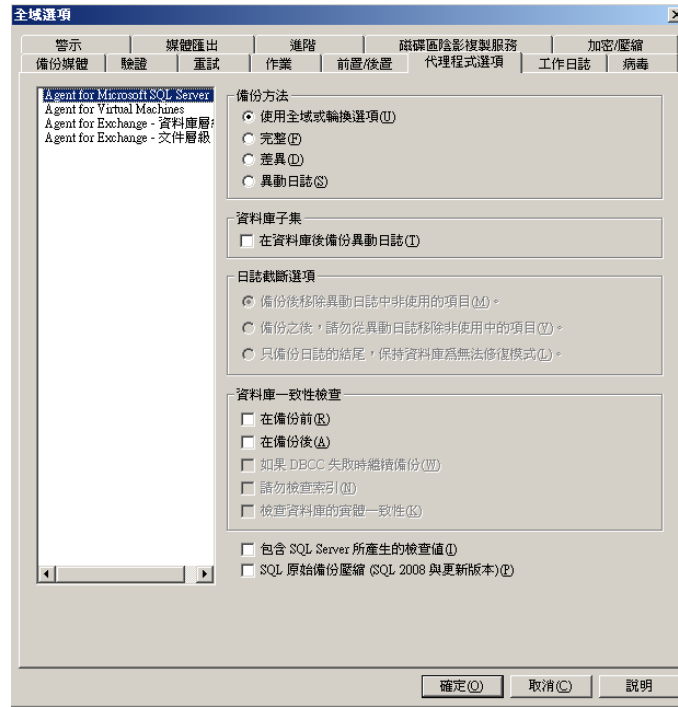 全域選項
警示
媒體匯出
進階
磁碟區陰影複製服務
加密/壓縮
備份媒體
驗證
重試
作業
前置/後置
代理程式選項
工作日誌
病毒
Agent for Microsoft SQL Server
Agent for Virtual Machines
Agent for Exchange - 資料庫層
Agent for Exchange - 文件層級
備份方法
使用全域或輪換選項(U)
完整(F)
差異(D)
異動日誌(S)
資料庫子集
在資料庫後備份異動日誌(T)
日誌截斷選項
備份後移除異動日誌中非使用的項目(M)。
備份之後，請勿從異動日誌移除非使用中的項目(V)。
只備份日誌的結尾，保持資料庫為無法修復模式(L)。
資料庫一致性檢查
在備份前(R)
在備份後(A)
如果 DBCC 失敗時繼續備份(W)
請勿檢查索引(N)
檢查資料庫的實體一致性(K)
包含 SQL Server 所產生的檢查值(I)
SQL 原始備份壓縮 (SQL 2008 與更新版本)(P)
確定(O)
取消(C)
說明